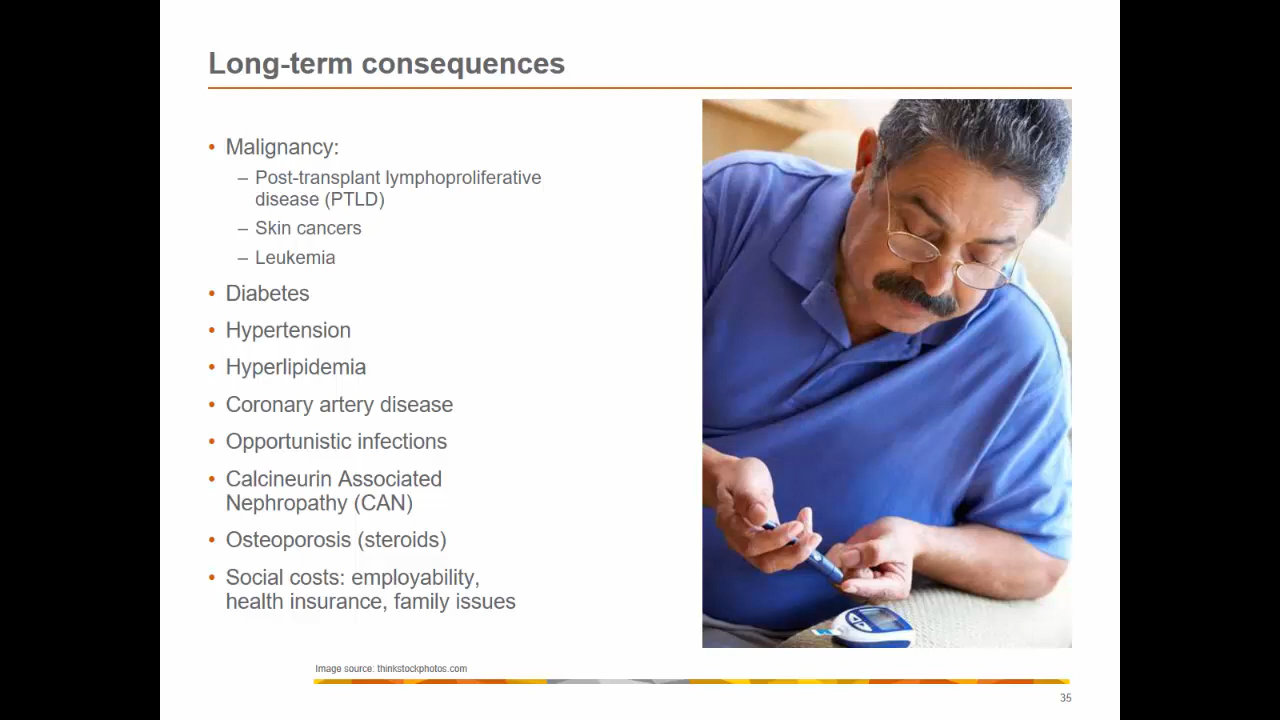 Long-term consequences
• Malignancy:
– Post-transplant lymphoproliferative
disease (PTLD)
– Skin cancers
– Leukemia
• Diabetes
• Hypertension
• Hyperlipidemia
• Coronary artery disease
• Opportunistic infections
• Calcineurin Associated
Nephropathy (CAN)
• Osteoporosis (steroids)
• Social costs: employability,
health insurance, family issues
Image source: thinkstockphotos.com
35